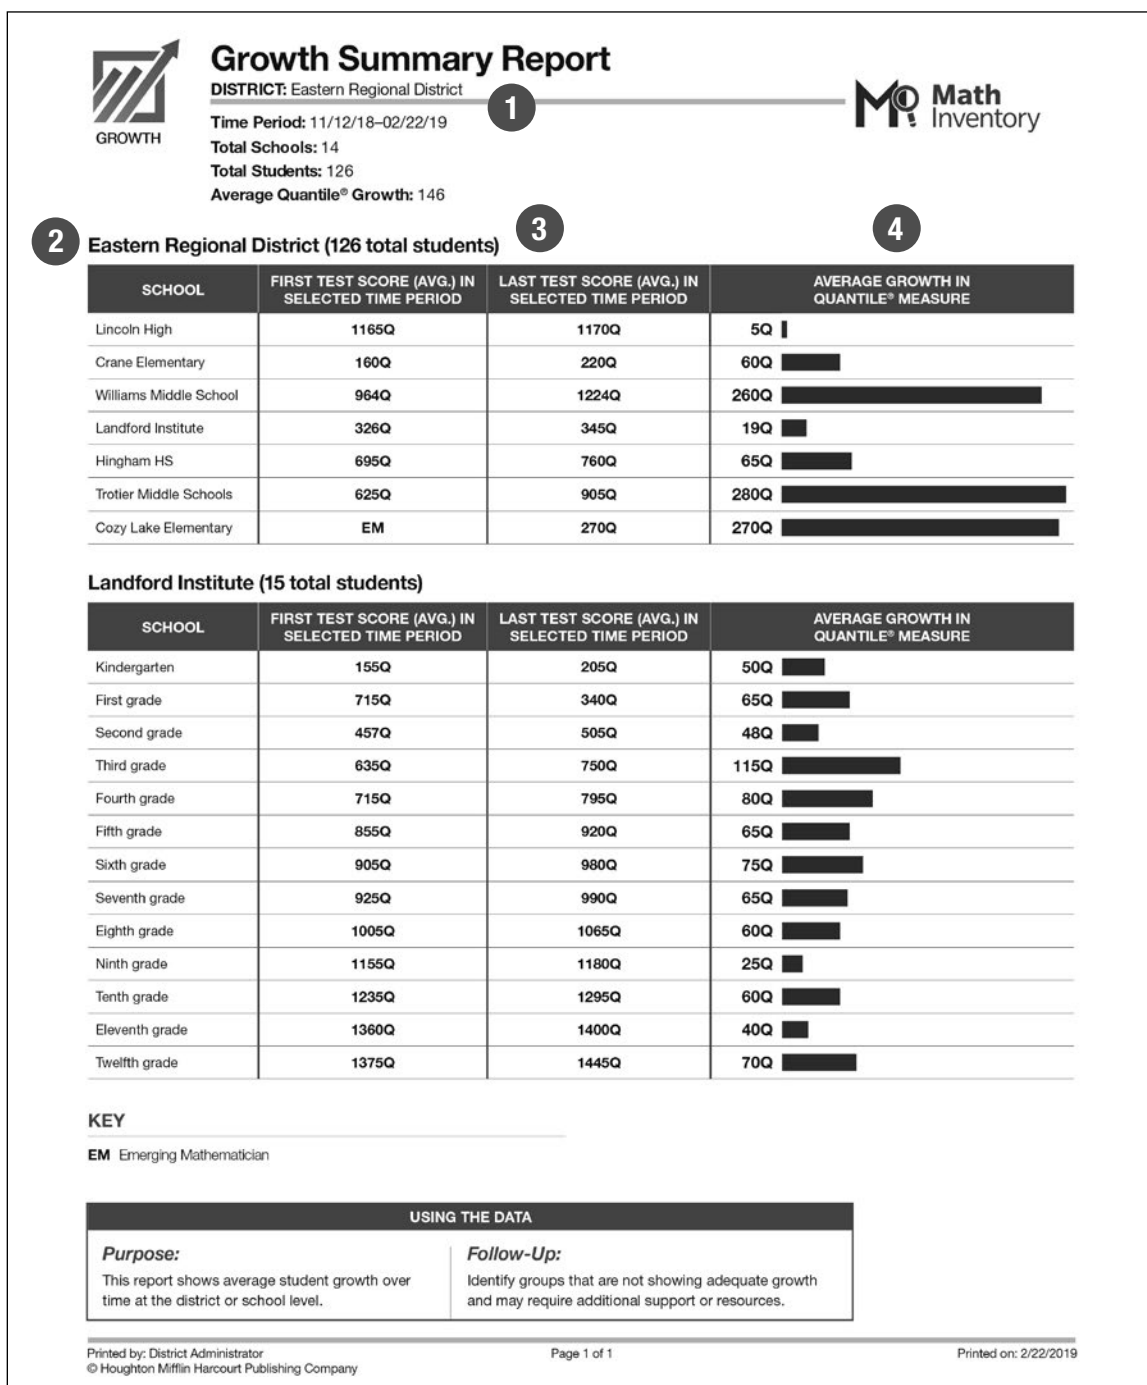 Growth Summary Report
DISTRICT: Eastern Regional District
1
GROWTH
Math
Inventory
Time Period: 11/12/18–02/22/19
Total Schools: 14
Total Students: 126
Average Quantile® Growth: 146
2 Eastern Regional District (126 total students) 3 4
SCHOOL FIRST TEST SCORE (AVG.) IN SELECTED TIME PERIOD LAST TEST SCORE (AVG.) IN SELECTED TIME PERIOD AVERAGE GROWTH IN QUANTILE® MEASURE
Lincoln High 1165Q 1170Q 5Q
Crane Elementary 160Q 220Q 60Q
Williams Middle School 964Q 1224Q 260Q
Landford Institute 326Q 345Q 19Q
Hingham HS 695Q 760Q 65Q
Trotier Middle Schools 625Q 905Q 280Q
Cozy Lake Elementary EM 270Q 270Q
Landford Institute (15 total students)
SCHOOL FIRST TEST SCORE (AVG.) IN SELECTED TIME PERIOD LAST TEST SCORE (AVG.) IN SELECTED TIME PERIOD AVERAGE GROWTH IN QUANTILE® MEASURE
Kindergarten 155Q 205Q 50Q
First grade 715Q 340Q 65Q
Second grade 457Q 505Q 48Q
Third grade 635Q 750Q 115Q
Fourth grade 715Q 795Q 80Q
Fifth grade 855Q 920Q 65Q
Sixth grade 905Q 980Q 75Q
Seventh grade 925Q 990Q 65Q
Eighth grade 1005Q 1065Q 60Q
Ninth grade 1155Q 1180Q 25Q
Tenth grade 1235Q 1295Q 60Q
Eleventh grade 1360Q 1400Q 40Q
Twelfth grade 1375Q 1445Q 70Q
KEY
EM Emerging Mathematician
USING THE DATA
Purpose:
This report shows average student growth over
time at the district or school level.
Follow-Up:
Identify groups that are not showing adequate growth
and may require additional support or resources.
Printed by: District Administrator Page 1 of 1 Printed on: 2/22/2019
© Houghton Mifflin Harcourt Publishing Company